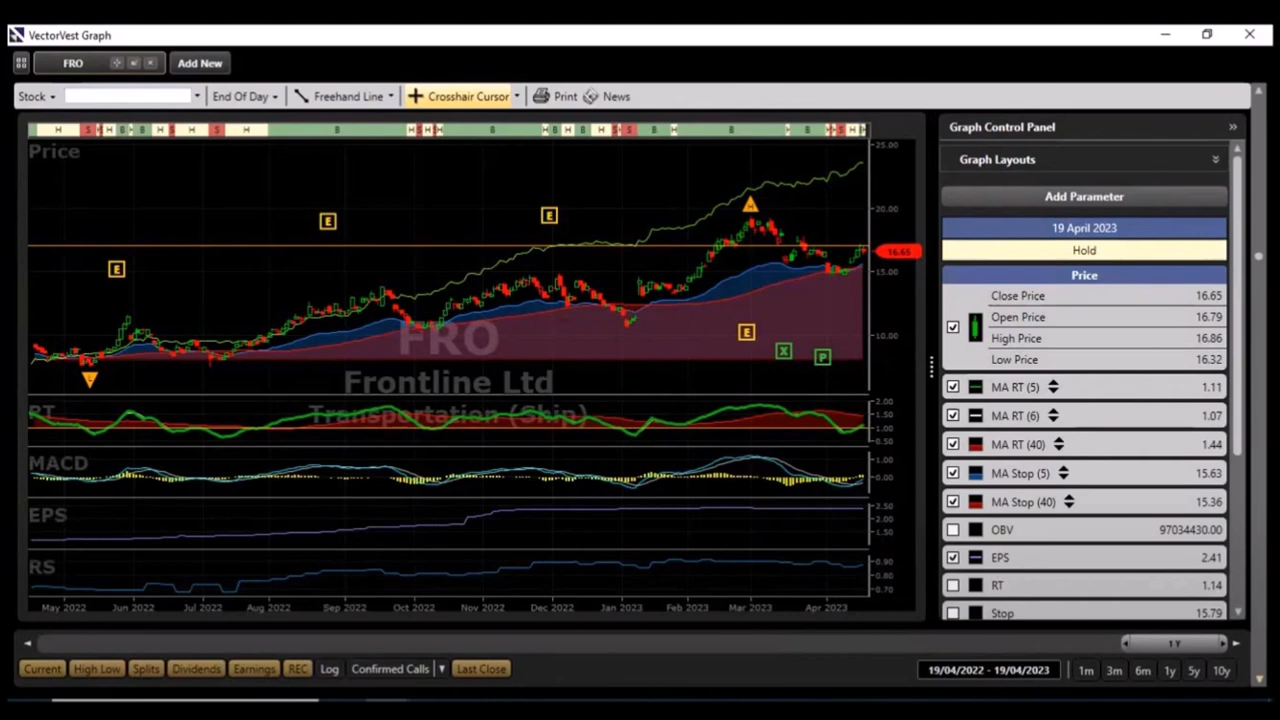 VectorVest Graph
FRO
Add New
Stock
End Of Day
Freehand Line
Crosshair Cursor
Print
News
H S H B B H S H S H B H S H S H B H B H B H S H S B H B H B H S H
Price
25.00
20.00
16.65
15.00
10.00
E
E
E
E
H
L
X
P
FRO
Frontline Ltd
Transportation (Ship)
RT
2.00
1.00
0.50
MACD
1.00
0.00
EPS
2.50
2.00
1.50
RS
0.90
0.80
0.70
May 2022 Jun 2022 Jul 2022 Aug 2022 Sep 2022 Oct 2022 Nov 2022 Dec 2022 Jan 2023 Feb 2023 Mar 2023 Apr 2023
Graph Control Panel
Graph Layouts
Add Parameter
19 April 2023
Hold
Price
Close Price 16.65
Open Price 16.79
High Price 16.86
Low Price 16.32
MA RT (5) 1.11
MA RT (6) 1.07
MA RT (40) 1.44
MA Stop (5) 15.63
MA Stop (40) 15.36
OBV 97034430.00
EPS 2.41
RT 1.14
Stop 15.79
1 Y
Current High Low Splits Dividends Earnings REC Log Confirmed Calls Last Close
19/04/2022 - 19/04/2023 1m 3m 6m 1y 5y 10y